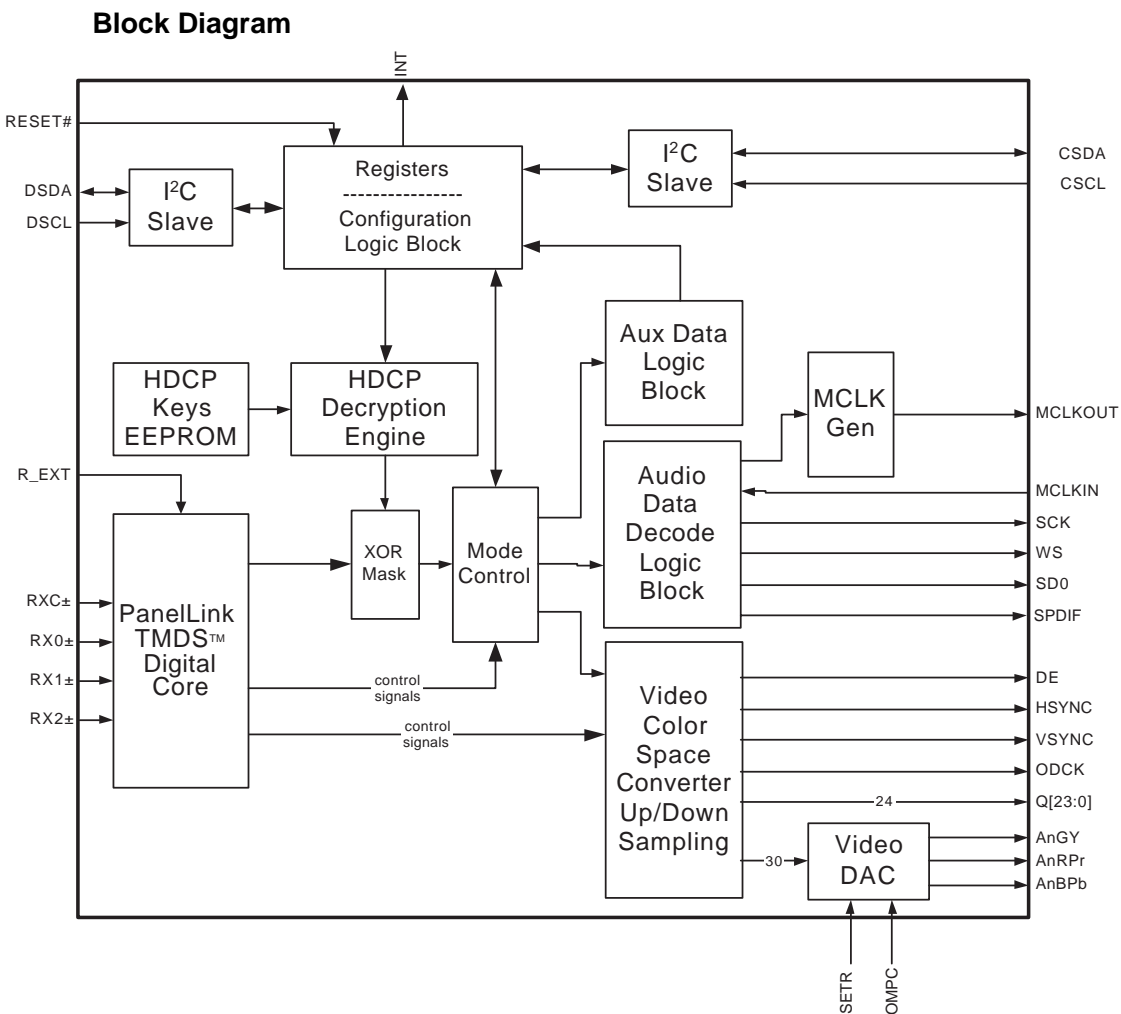 Block Diagram
INT
RESET#
DSDA
DSCL
I2C
Slave
Registers
----------------
Configuration
Logic Block
I2C
Slave
CSDA
CSCL
HDCP
Keys
EEPROM
HDCP
Decryption
Engine
Aux Data
Logic
Block
MCLK
Gen
MCLKOUT
R_EXT
RXC±
RX0±
RX1±
RX2±
PanelLink
TMDS™
Digital
Core
XOR
Mask
Mode
Control
Audio
Data
Decode
Logic
Block
MCLKIN
SCK
WS
SD0
SPDIF
control
signals
control
signals
Video
Color
Space
Converter
Up/Down
Sampling
DE
HSYNC
VSYNC
ODCK
24
Q[23:0]
30
Video
DAC
AnGY
AnRPr
AnBPb
SETR
OMPC